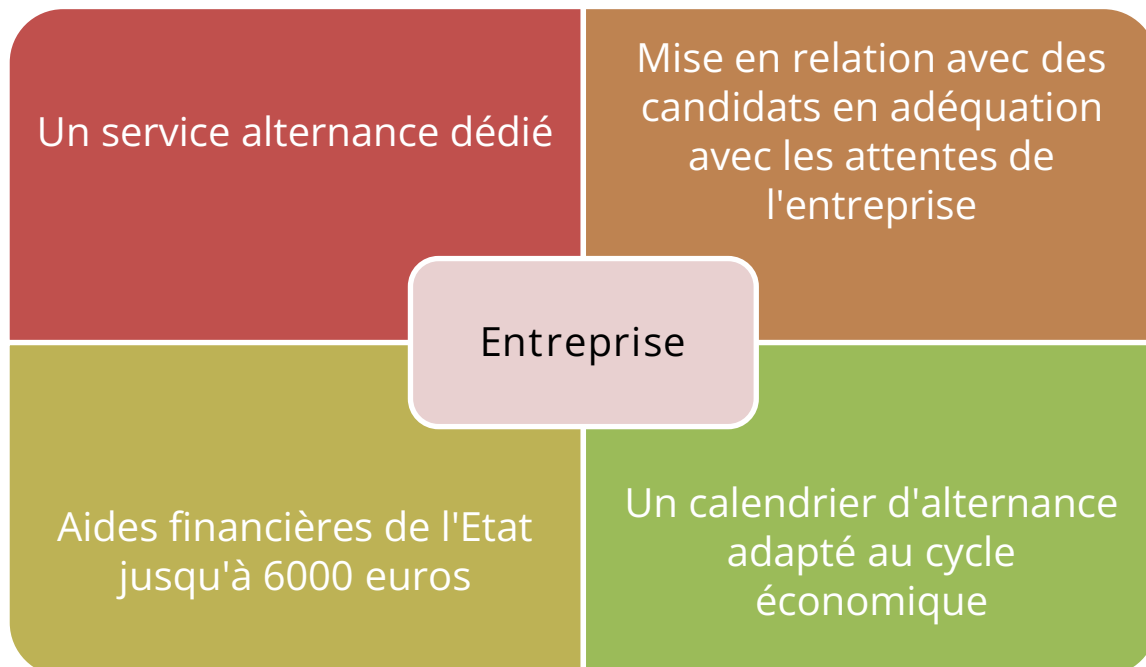 Un service alternance dédié
Mise en relation avec des
candidats en adéquation
avec les attentes de
l'entreprise
Entreprise
Aides financières de l'Etat
jusqu'à 6000 euros
Un calendrier d'alternance
adapté au cycle
économique